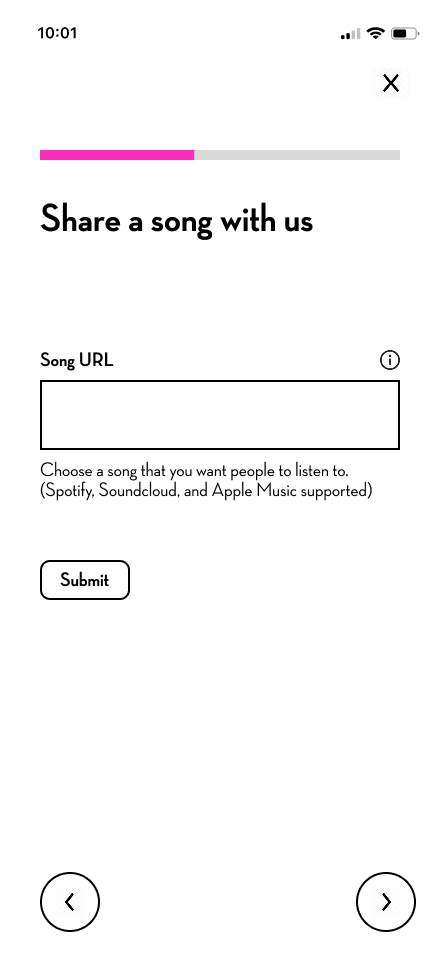 10:01
X
Share a song with us
Song URL
Choose a song that you want people to listen to.
(Spotify, Soundcloud, and Apple Music supported)
Submit